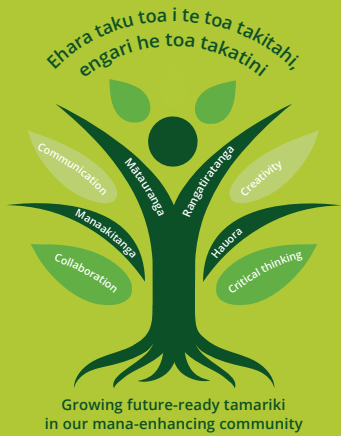 Ehara taku toa i te toa takitahi,
engari he toa takatini
Communication
Mātauranga
Rangatiratanga
Creativity
Manaakitanga
Hauora
Collaboration
Critical thinking
Growing future-ready tamariki
in our mana-enhancing community